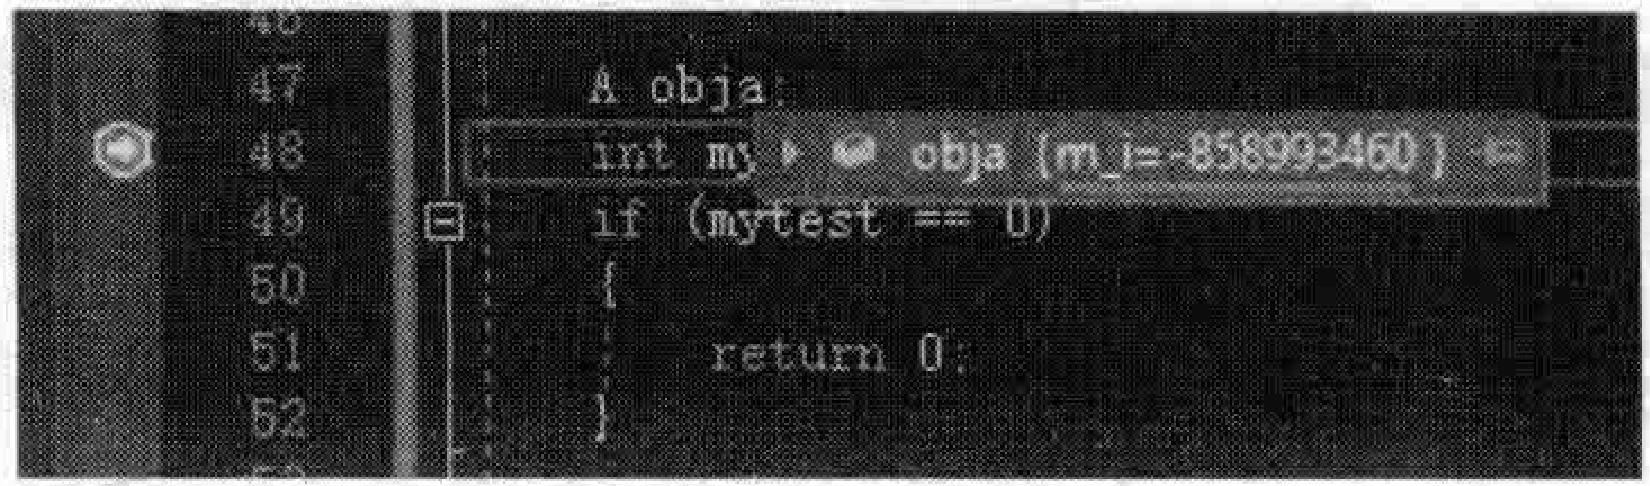 47 A obja;
48 int my obja {m_i=-858993460}
49 if (mytest == 0)
50 {
51 return 0;
52 }